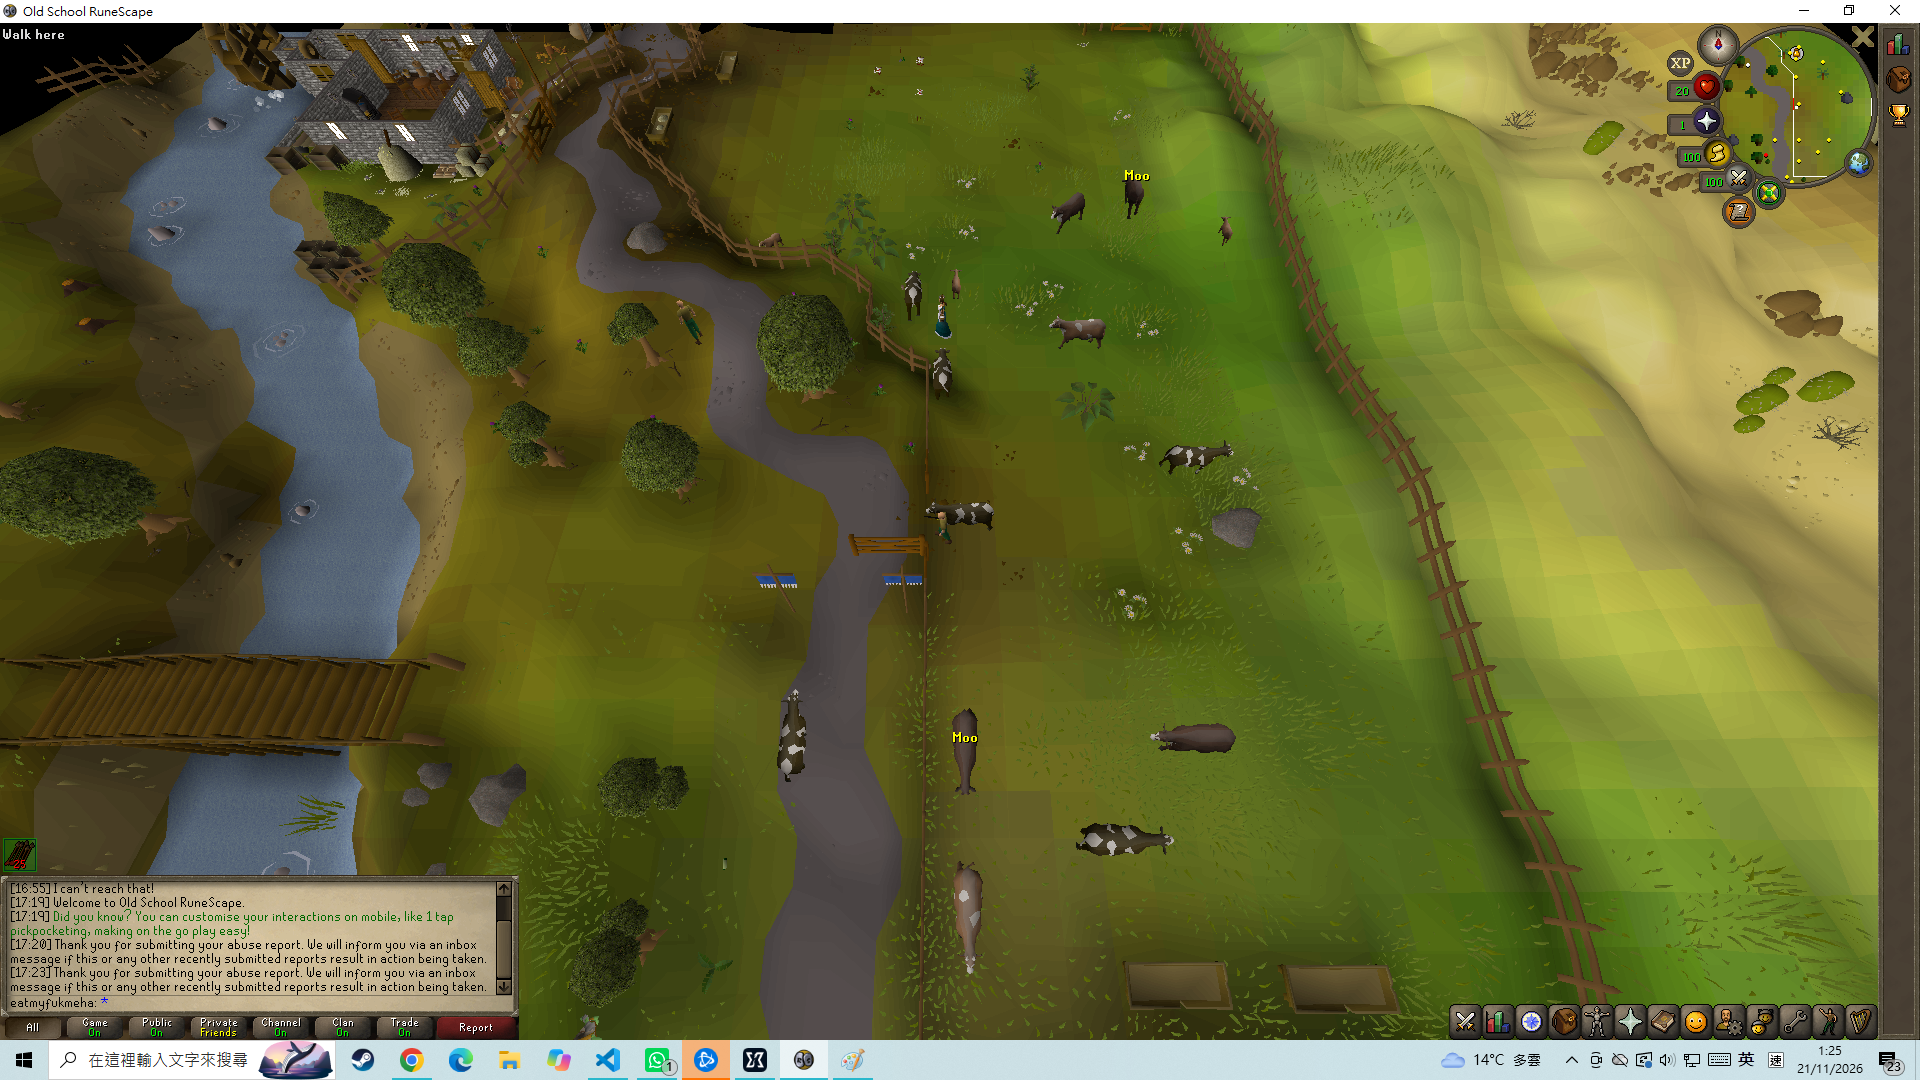 Old School RuneScape
Walk here
N
XP
20
1
100
100
Moo
Moo
25
[16:55] I can't reach that!
[17:19] Welcome to Old School RuneScape.
[17:19] Did you know? You can customise your interactions on mobile, like 1 tap
pickpocketing, making on the go play easy!
[17:20] Thank you for submitting your abuse report. We will inform you via an inbox
message if this or any other recently submitted reports result in action being taken.
[17:23] Thank you for submitting your abuse report. We will inform you via an inbox
message if this or any other recently submitted reports result in action being taken.
eatmyfukmeha: *
All
Game
On
Public
On
Private
Friends
Channel
On
Clan
On
Trade
On
Report
在這裡輸入文字來搜尋
1
14°C 多雲
英
速
1:25
21/11/2026
23